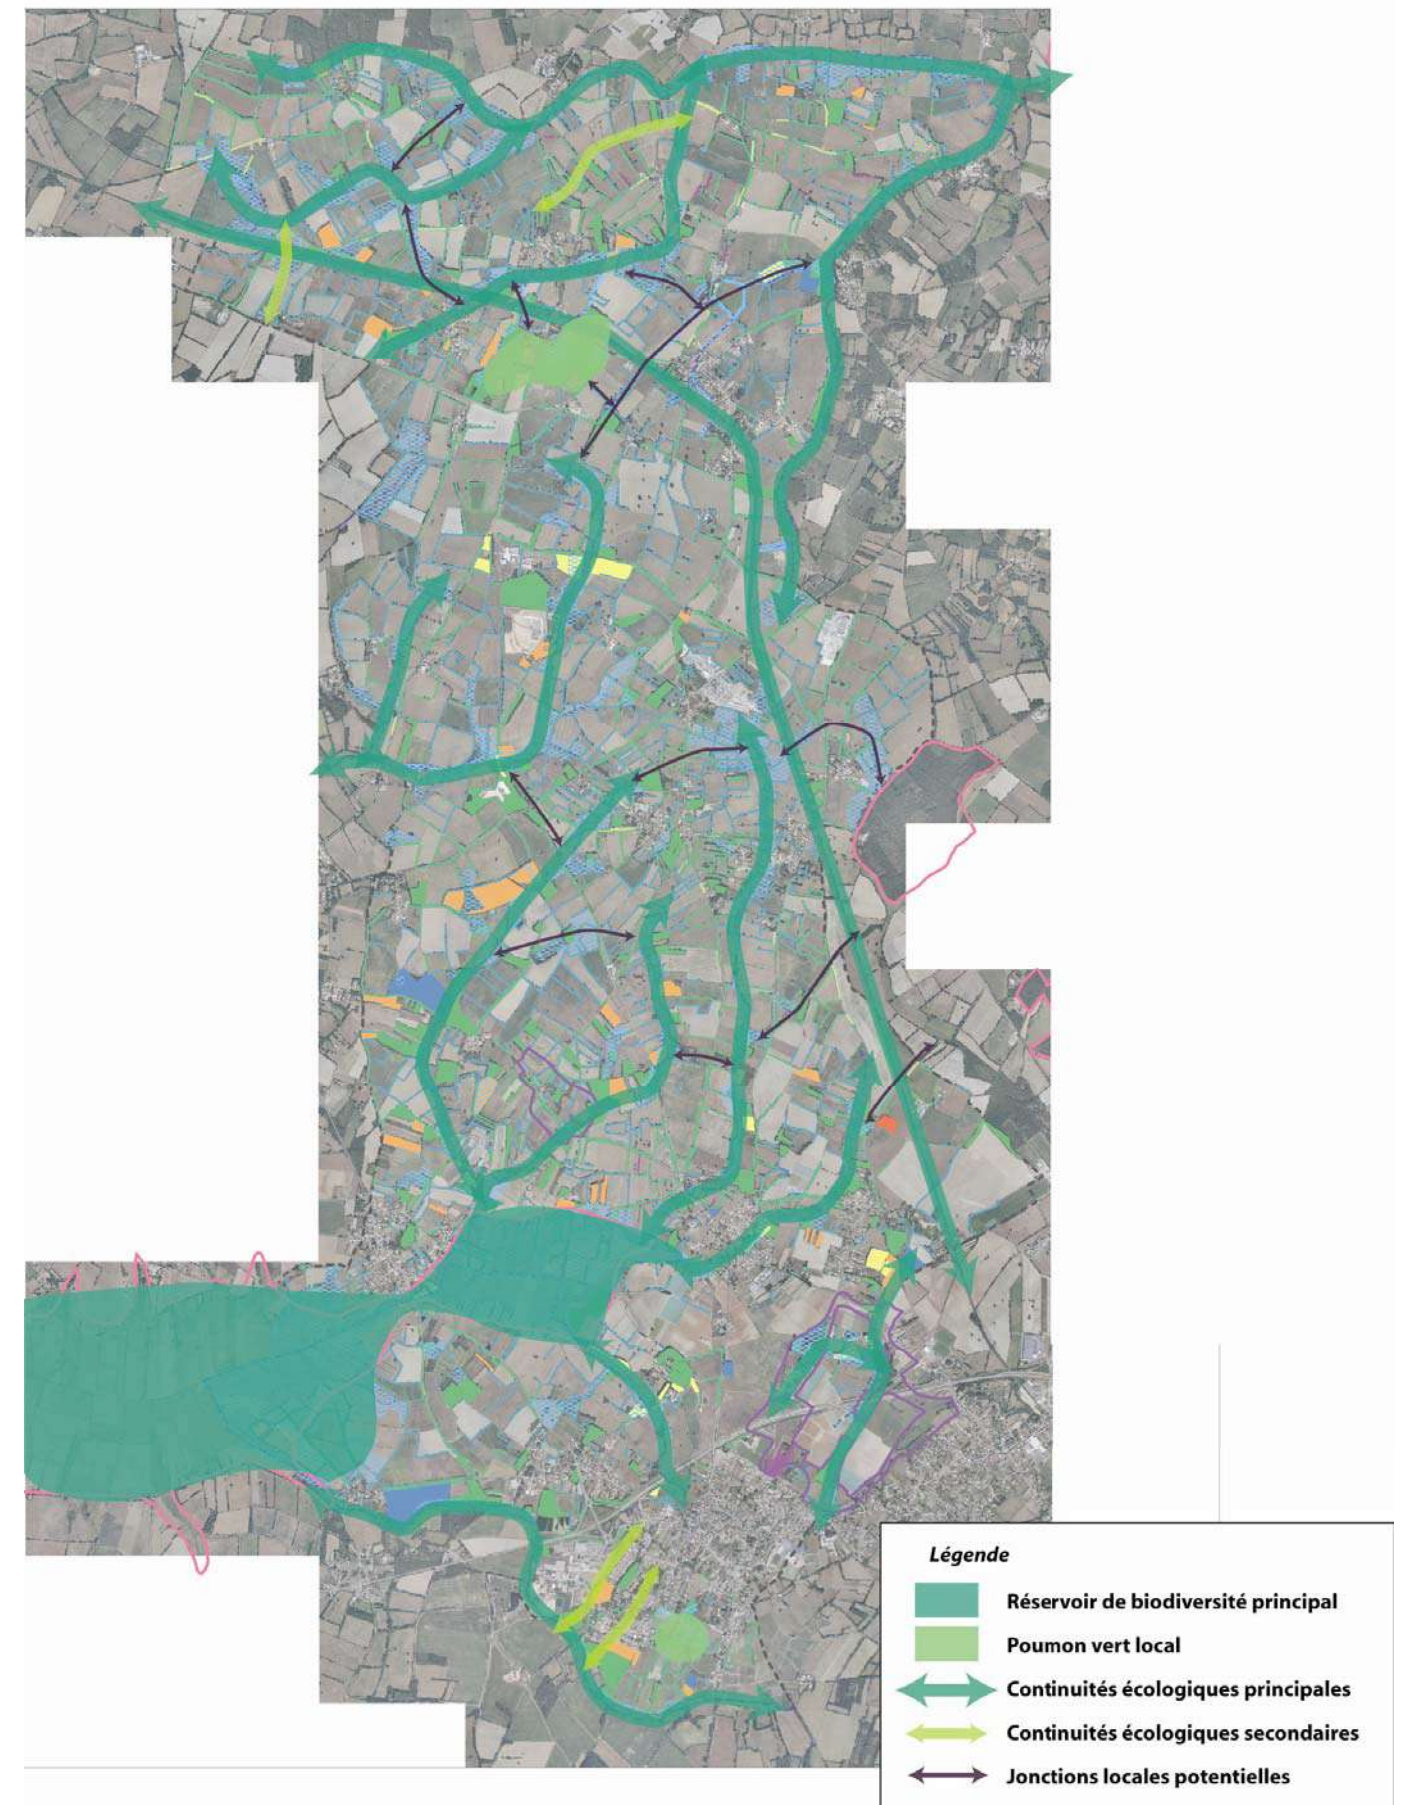 Légende
Réservoir de biodiversité principal
Poumon vert local
Continuités écologiques principales
Continuités écologiques secondaires
Jonctions locales potentielles